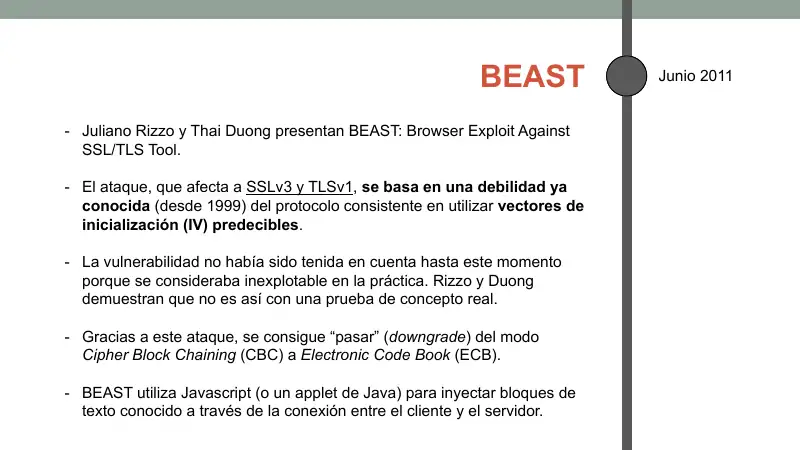 BEAST
Junio 2011
- Juliano Rizzo y Thai Duong presentan BEAST: Browser Exploit Against
SSL/TLS Tool.
- El ataque, que afecta a SSLv3 y TLSv1, se basa en una debilidad ya
conocida (desde 1999) del protocolo consistente en utilizar vectores de
inicialización (IV) predecibles.
- La vulnerabilidad no había sido tenida en cuenta hasta este momento
porque se consideraba inexplotable en la práctica. Rizzo y Duong
demuestran que no es así con una prueba de concepto real.
- Gracias a este ataque, se consigue “pasar” (downgrade) del modo
Cipher Block Chaining (CBC) a Electronic Code Book (ECB).
- BEAST utiliza Javascript (o un applet de Java) para inyectar bloques de
texto conocido a través de la conexión entre el cliente y el servidor.